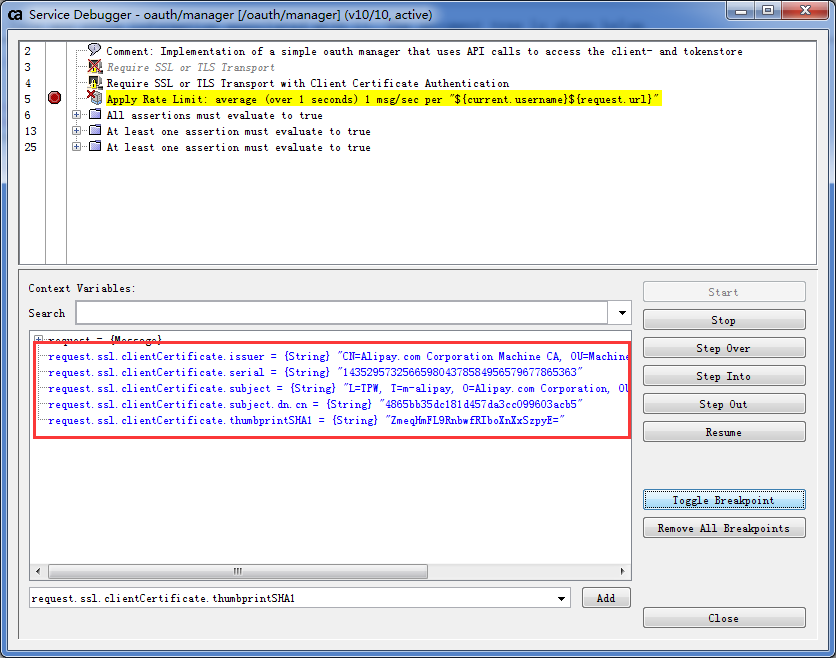 ca Service Debugger - oauth/manager [/oauth/manager] (v10/10, active)
2 Comment: Implementation of a simple oauth manager that uses API calls to access the client- and tokenstore
3 Require SSL or TLS Transport
4 Require SSL or TLS Transport with Client Certificate Authentication
5 Apply Rate Limit: average (over 1 seconds) 1 msg/sec per "${current.username}${request.url}"
6 All assertions must evaluate to true
13 At least one assertion must evaluate to true
25 At least one assertion must evaluate to true
Context Variables:
Search
request = {Message}
request.ssl.clientCertificate.issuer = {String} "CN=Alipay.com Corporation Machine CA, OU=Machine
request.ssl.clientCertificate.serial = {String} "143529573256659804378584956579677865363"
request.ssl.clientCertificate.subject = {String} "L=TPW, T=m-alipay, O=Alipay.com Corporation, OU
request.ssl.clientCertificate.subject.dn.cn = {String} "4865bb35dc181d457da3cc099603acb5"
request.ssl.clientCertificate.thumbprintSHA1 = {String} "ZmeqHmFL9RnbwfRIboXnXxSzpyE="
request.ssl.clientCertificate.thumbprintSHA1
Add
Start
Stop
Step Over
Step Into
Step Out
Resume
Toggle Breakpoint
Remove All Breakpoints
Close